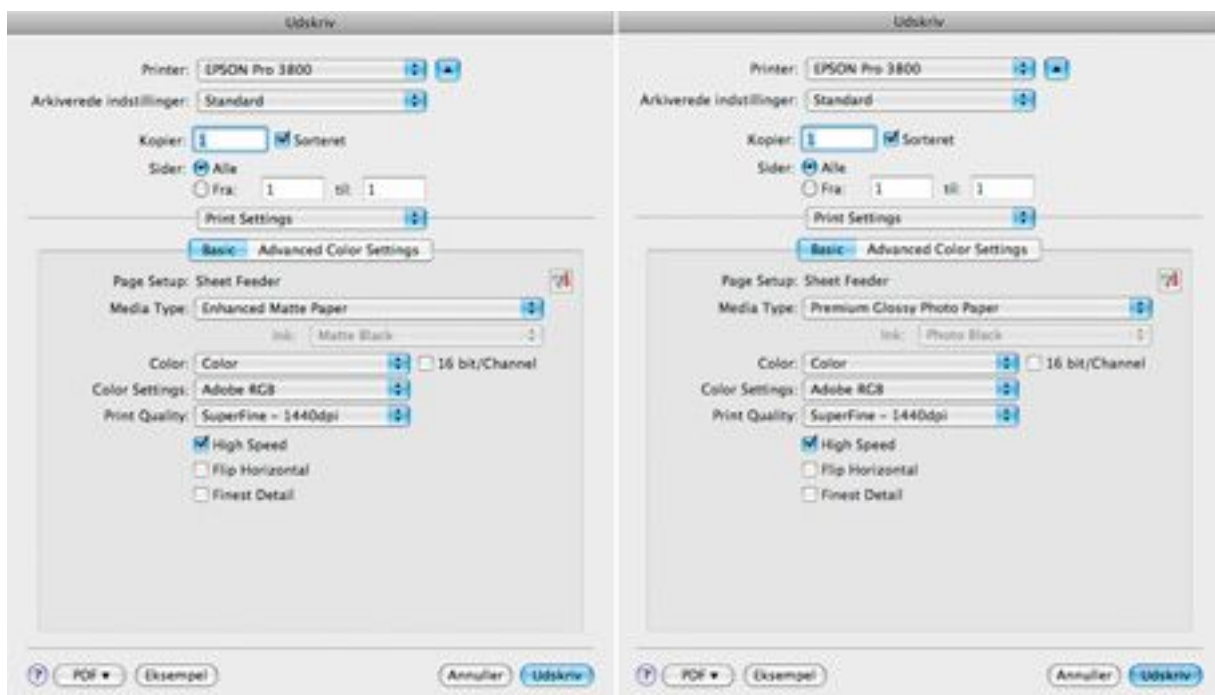 Udskriv
Printer: EPSON Pro 3800
Arkiverede indstillinger: Standard
Kopier: 1 Sorteret
Sider: Alle
Fra: 1 til: 1
Print Settings
Basic Advanced Color Settings
Page Setup: Sheet Feeder
Media Type: Enhanced Matte Paper
Ink: Matte Black
Color: Color 16 bit/Channel
Color Settings: Adobe RGB
Print Quality: SuperFine - 1440dpi
High Speed
Flip Horizontal
Finest Detail
? PDF Eksempel Annuller Udskriv
Udskriv
Printer: EPSON Pro 3800
Arkiverede indstillinger: Standard
Kopier: 1 Sorteret
Sider: Alle
Fra: 1 til: 1
Print Settings
Basic Advanced Color Settings
Page Setup: Sheet Feeder
Media Type: Premium Glossy Photo Paper
Ink: Photo Black
Color: Color 16 bit/Channel
Color Settings: Adobe RGB
Print Quality: SuperFine - 1440dpi
High Speed
Flip Horizontal
Finest Detail
? PDF Eksempel Annuller Udskriv